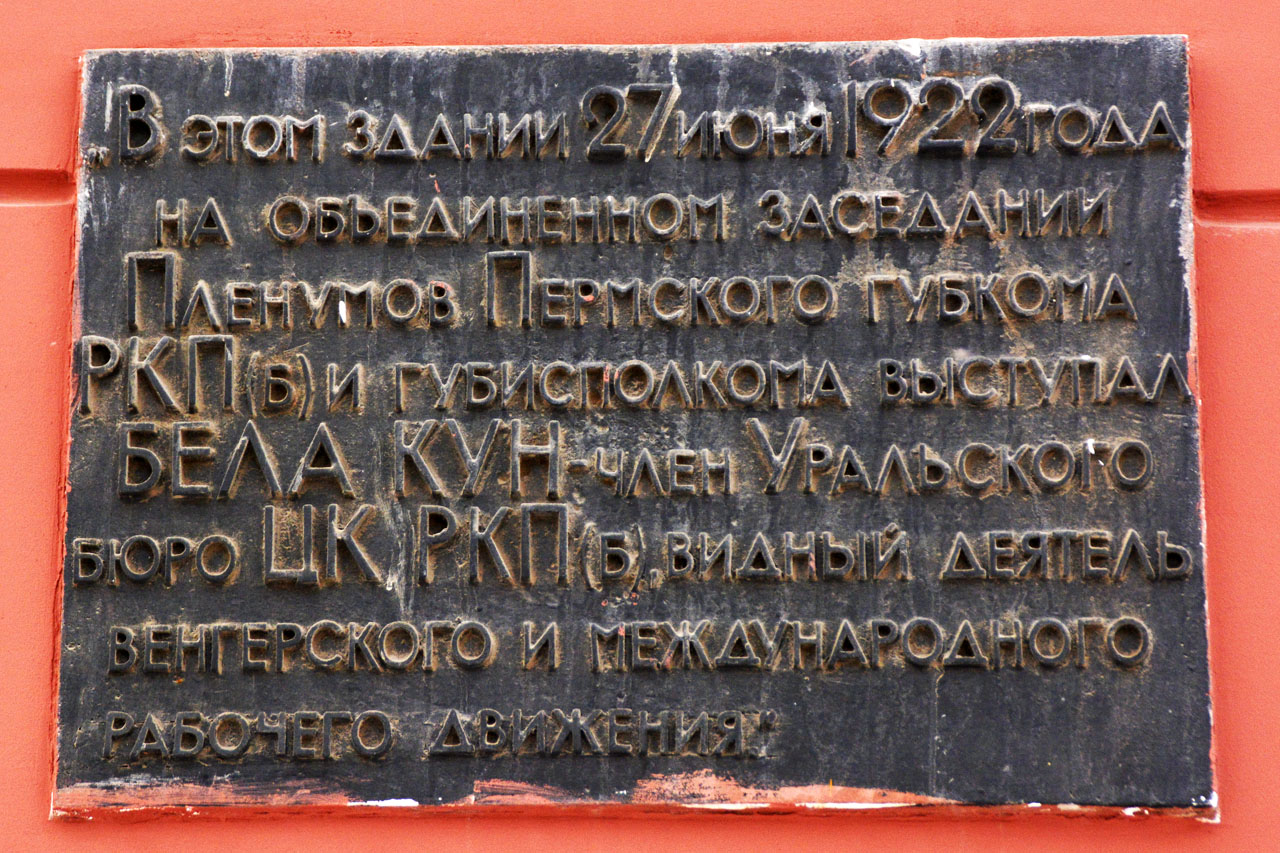 „В этом здании 27 июня 1922 года
на объединенном заседании
Пленумов Пермского губкома
РКП(б) и губисполкома выступал
БЕЛА КУН-член Уральского
бюро ЦК РКП(б), видный деятель
венгерского и международного
рабочего движения"